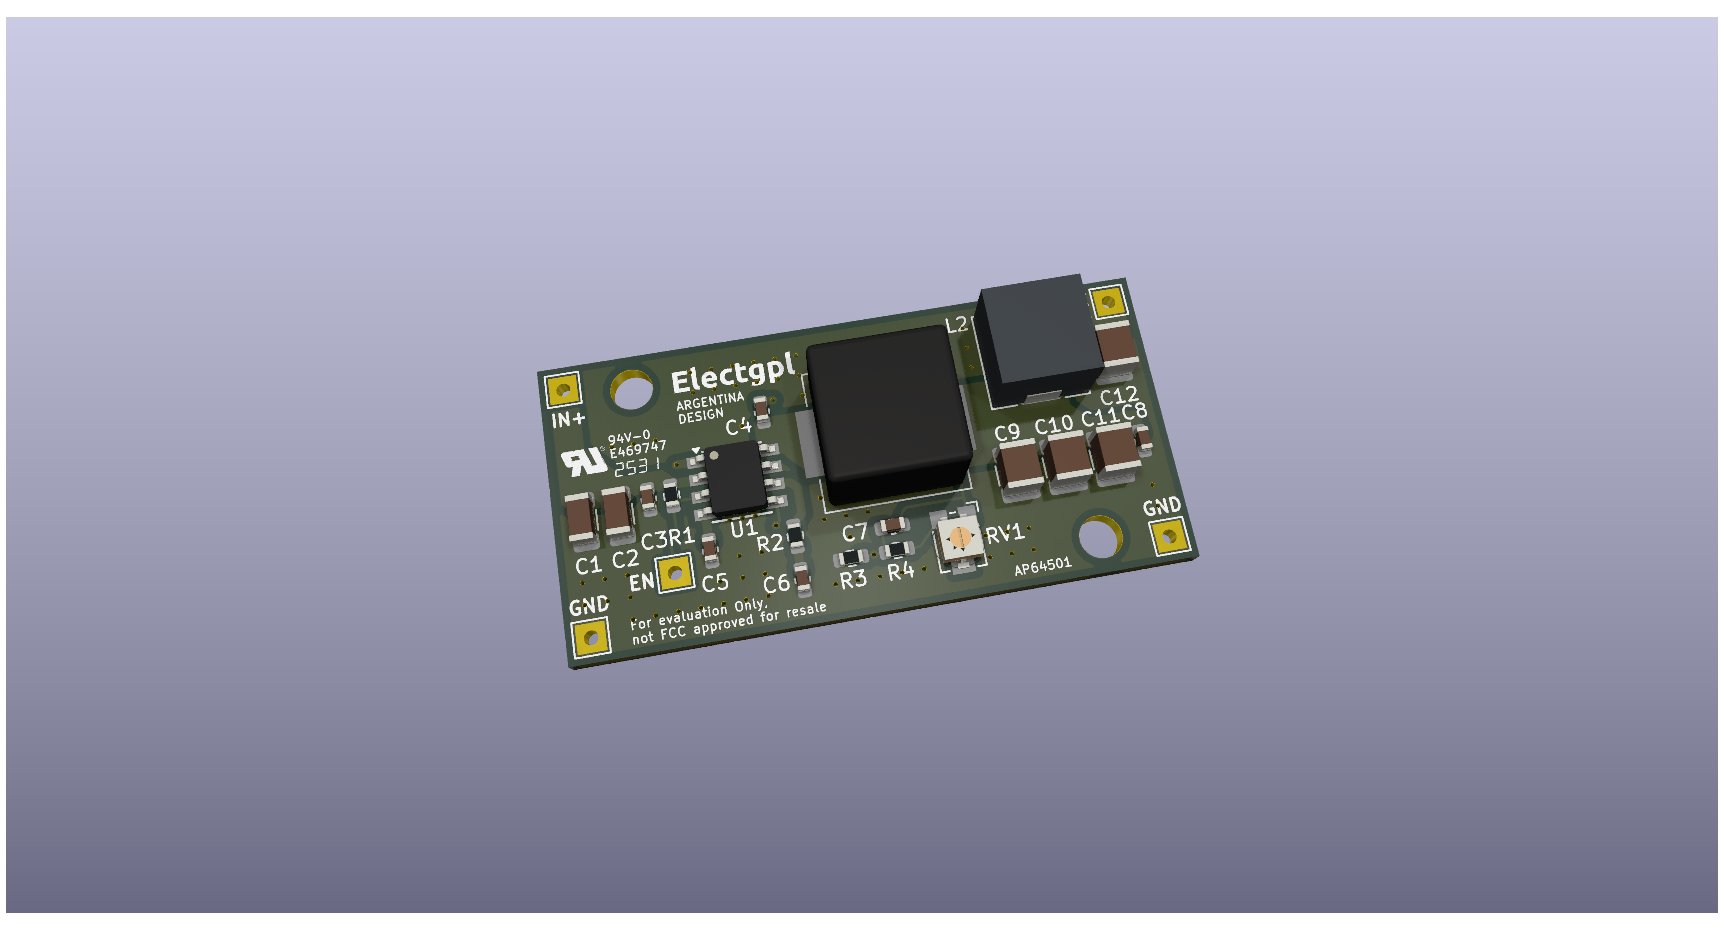 L2
Electgpl
IN+
ARGENTINA
DESIGN
C4
C12
C9 C10 C11 C8
94V-0
E469747
2531
U1
GND
C1 C2 C3 R1
R2
C7
RV1
EN
C5
C6
R3 R4
AP64501
GND
For evaluation Only,
not FCC approved for resale